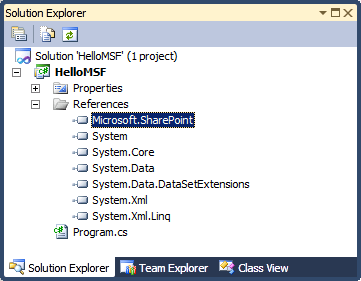 Solution Explorer
Solution 'HelloMSF' (1 project)
HelloMSF
Properties
References
Microsoft.SharePoint
System
System.Core
System.Data
System.Data.DataSetExtensions
System.Xml
System.Xml.Linq
Program.cs
Solution Explorer Team Explorer Class View